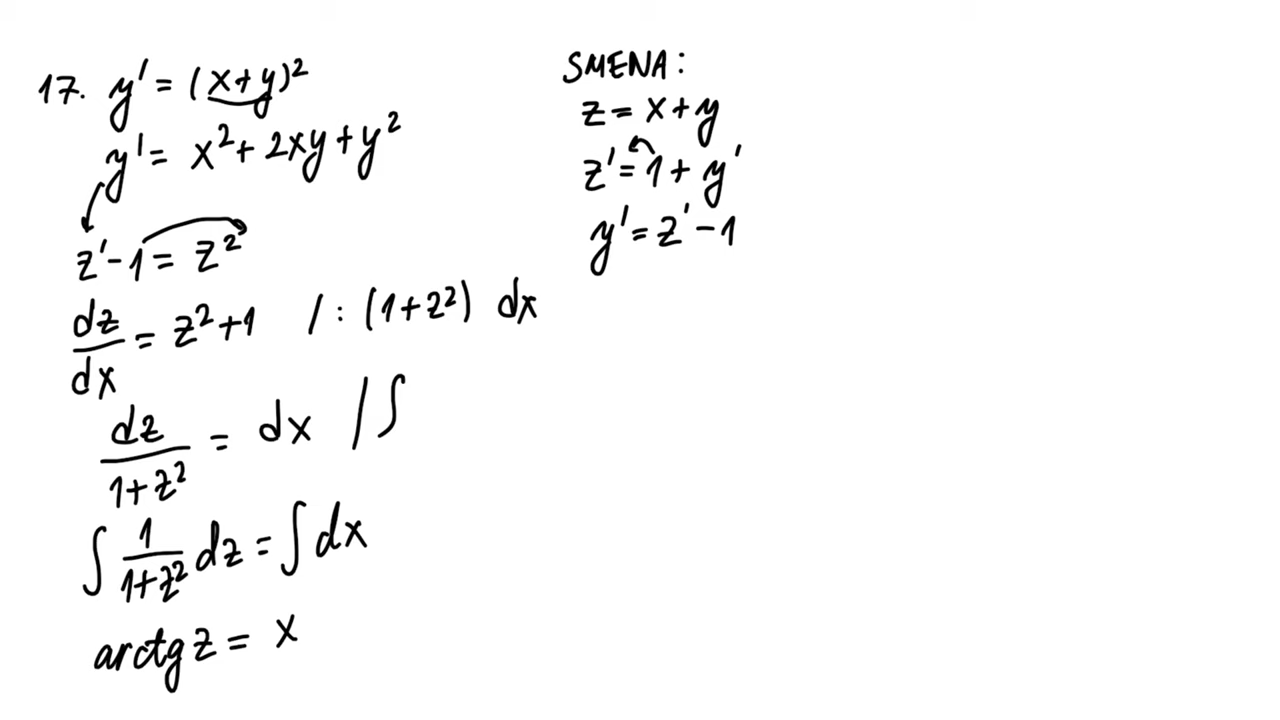 17. y' = (x+y)²
y' = x² + 2xy + y²
z' - 1 = z²
dz/dx = z² + 1 / : (1+z²) dx
dz/(1+z²) = dx /∫
∫ 1/(1+z²) dz = ∫ dx
arctg z = x
SMENA:
z = x + y
z' = 1 + y'
y' = z' - 1